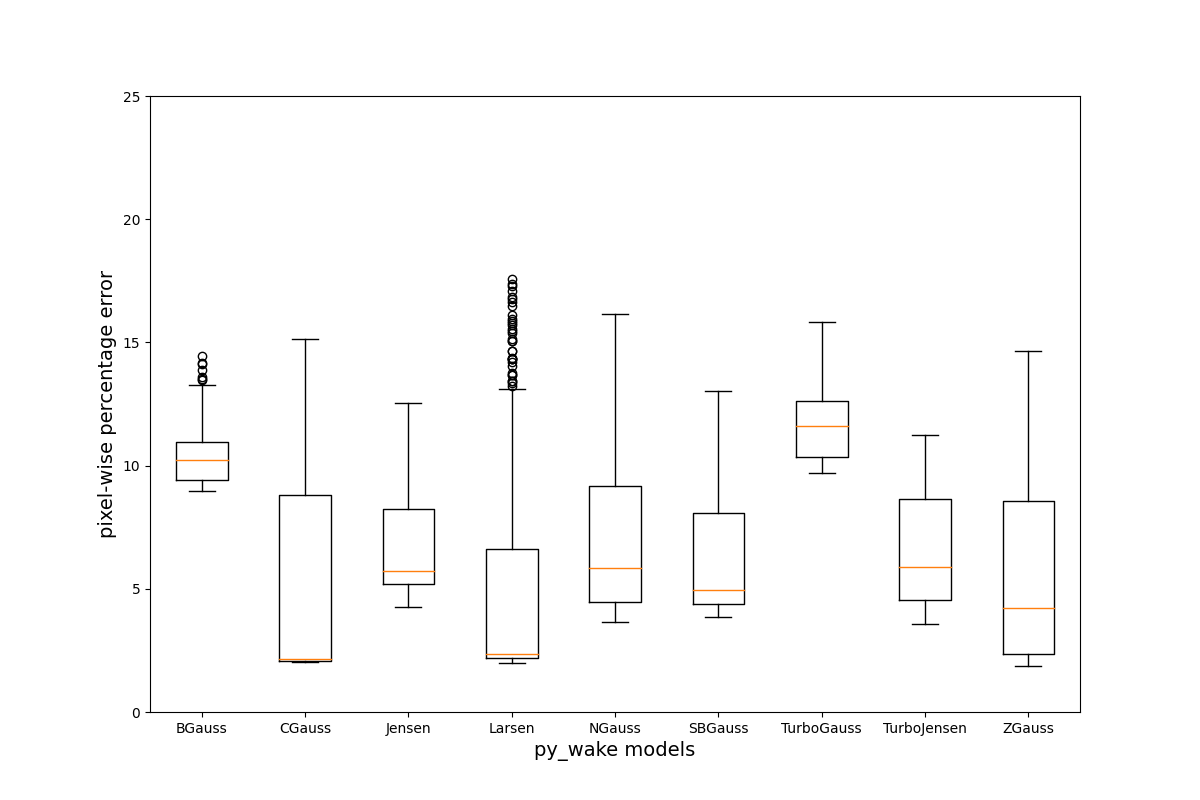 25
20
15
10
5
0
pixel-wise percentage error
BGauss CGauss Jensen Larsen NGauss SBGauss TurboGauss TurboJensen ZGauss
py_wake models